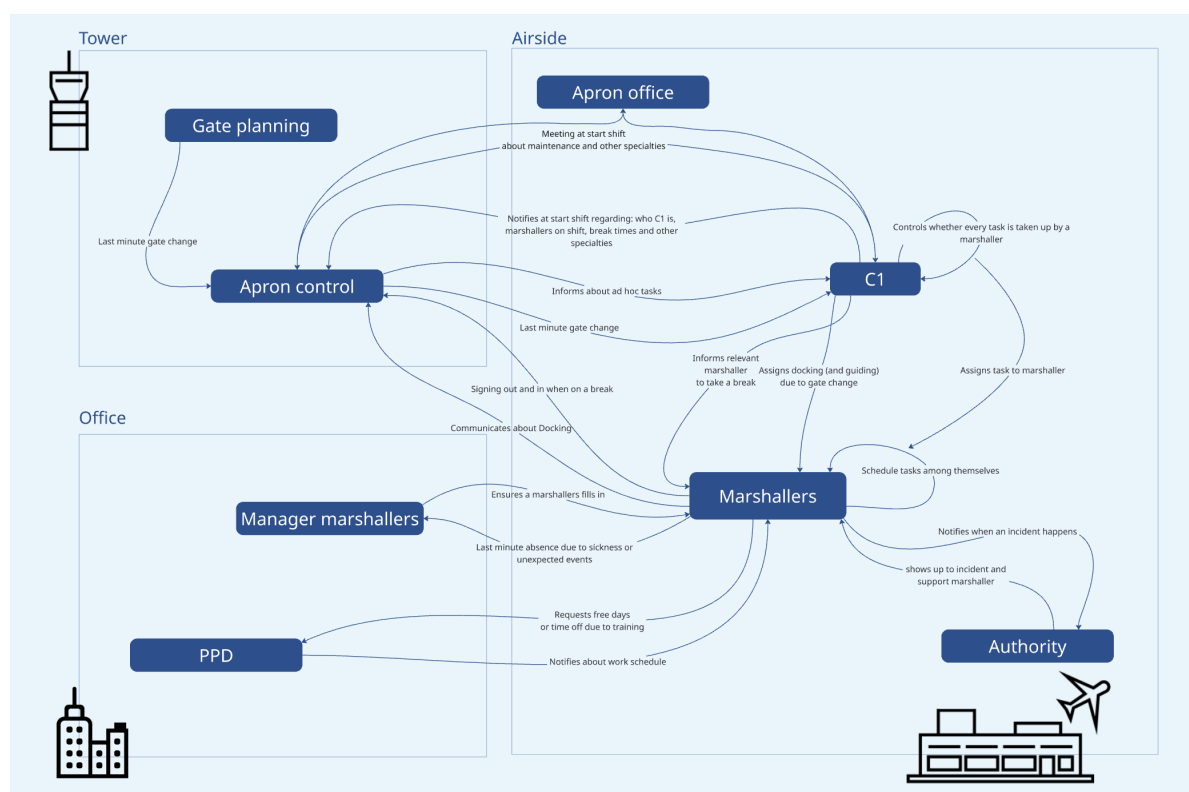 Tower
Airside
Apron office
Gate planning
Meeting at start shift
about maintenance and other specialties
Notifies at start shift regarding: who C1 is,
marshallers on shift, break times and other
specialties
Controls whether every task is taken up by a
marshaller
Last minute gate change
Apron control
C1
Informs about ad hoc tasks
Last minute gate change
Informs relevant
marshaller
to take a break
Assigns docking (and guiding)
due to gate change
Assigns task to marshaller
Signing out and in when on a break
Office
Communicates about Docking
Schedule tasks among themselves
Ensures a marshallers fills in
Marshallers
Manager marshallers
Notifies when an incident happens
Last minute absence due to sickness or
unexpected events
shows up to incident and
support marshaller
Requests free days
or time off due to training
PPD
Notifies about work schedule
Authority